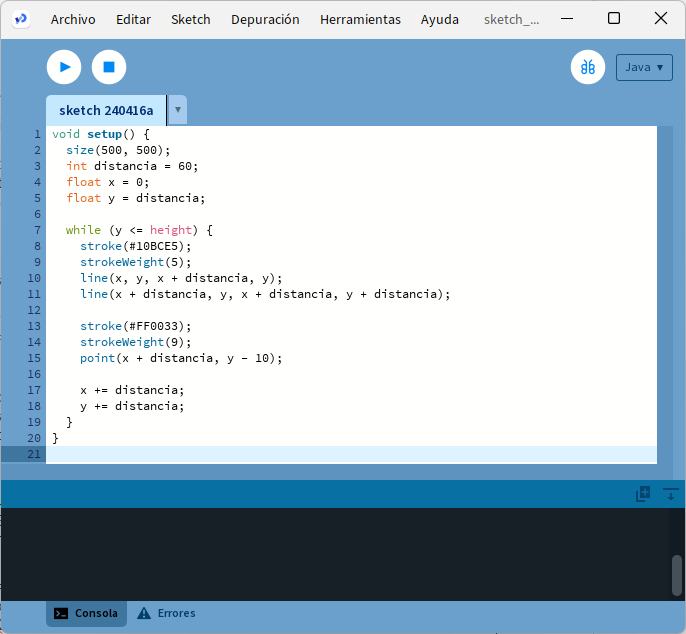 Archivo Editar Sketch Depuración Herramientas Ayuda sketch_...
Java ▼
sketch 240416a ▼
1 void setup() {
2 size(500, 500);
3 int distancia = 60;
4 float x = 0;
5 float y = distancia;
6
7 while (y <= height) {
8 stroke(#10BCE5);
9 strokeWeight(5);
10 line(x, y, x + distancia, y);
11 line(x + distancia, y, x + distancia, y + distancia);
12
13 stroke(#FF0033);
14 strokeWeight(9);
15 point(x + distancia, y - 10);
16
17 x += distancia;
18 y += distancia;
19 }
20 }
21
Consola Errores